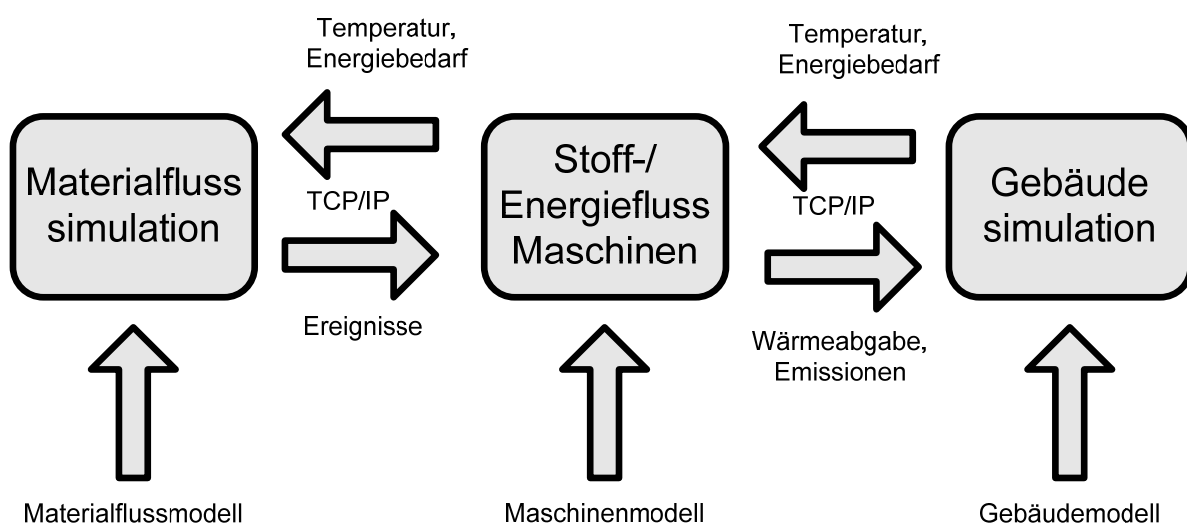 Temperatur,
Energiebedarf
Temperatur,
Energiebedarf
Materialfluss
simulation
TCP/IP
Stoff-/
Energiefluss
Maschinen
TCP/IP
Gebäude
simulation
Ereignisse
Wärmeabgabe,
Emissionen
Materialflussmodell
Maschinenmodell
Gebäudemodell